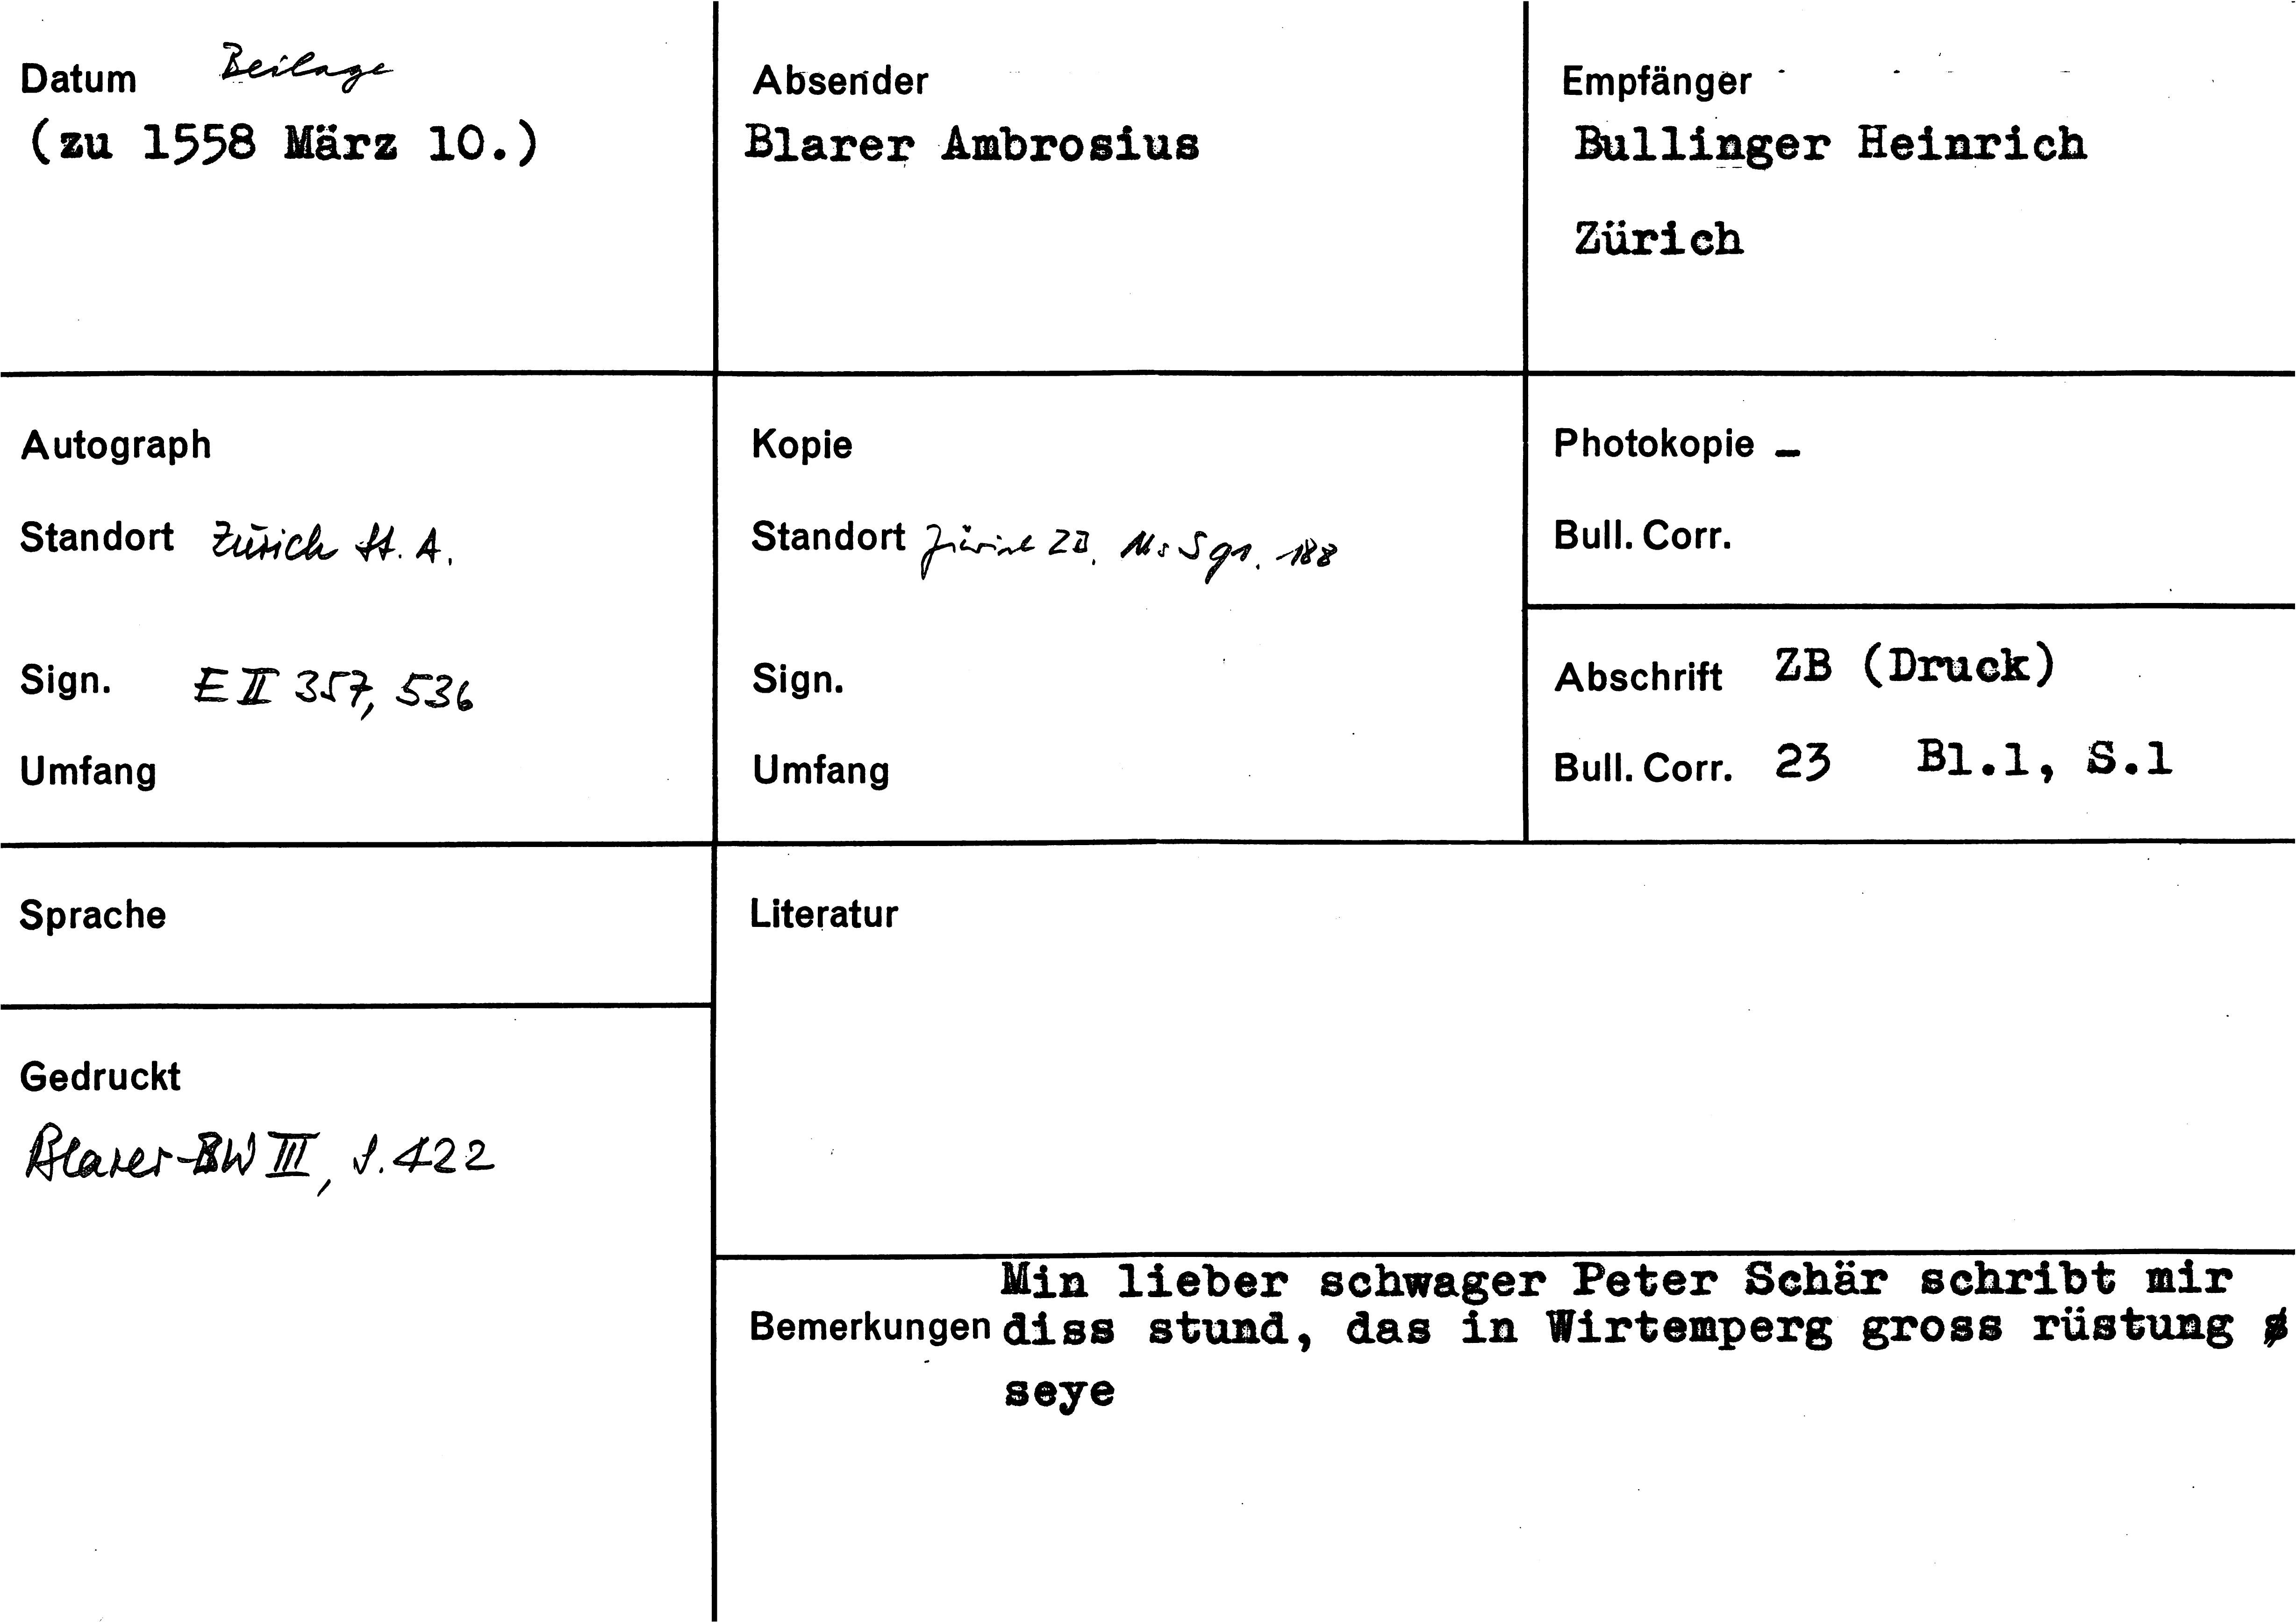 Datum Beilage
(zu 1558 März 10.)
Absender
Blarer Ambrosius
Empfänger
Bullinger Heinrich
Zürich
Autograph
Standort Zürich St. A.
Sign. E II 357, 536
Umfang
Kopie
Standort Zürich ZB. Ms S gr. 188
Sign.
Umfang
Photokopie -
Bull. Corr.
Abschrift ZB (Druck)
Bull. Corr. 23 Bl.1, S.1
Sprache
Literatur
Gedruckt
Blarer-BW III, S. 422
Min lieber schwager Peter Schär schribt mir
Bemerkungen diss stund, das in Wirtemperg gross rüstung
seye